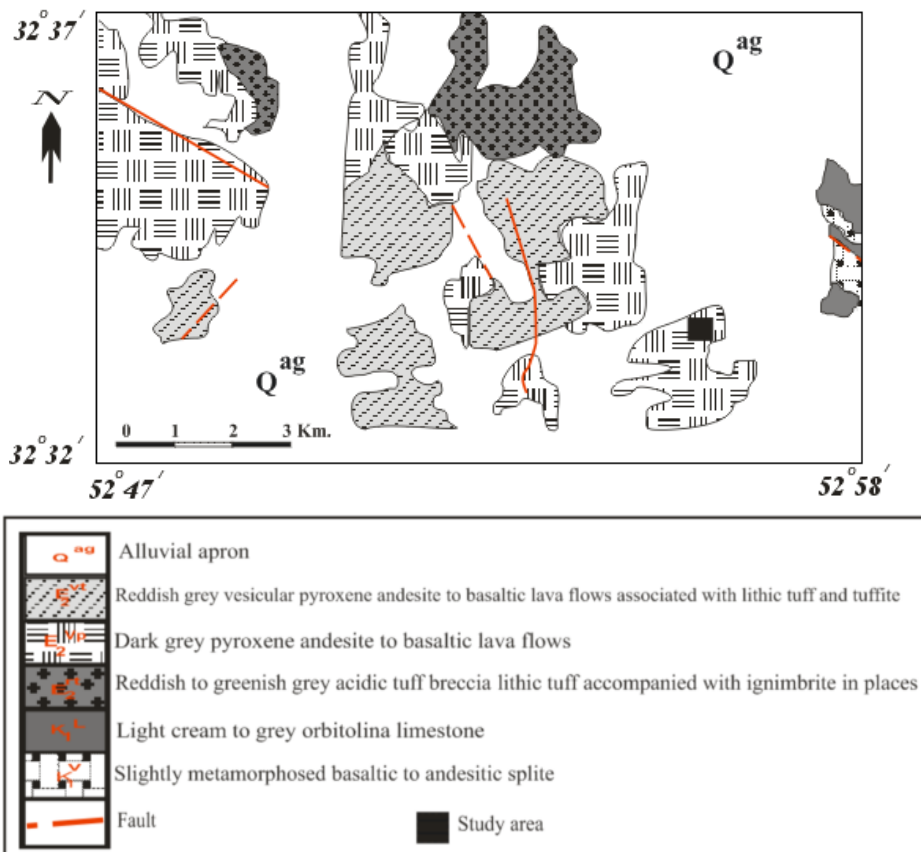 32°37′
Q^ag
N
Q^ag
0 1 2 3 Km.
32°32′
52°47′
52°58′
Q^ag Alluvial apron
Reddish grey vesicular pyroxene andesite to basaltic lava flows associated with lithic tuff and tuffite
Dark grey pyroxene andesite to basaltic lava flows
Reddish to greenish grey acidic tuff breccia lithic tuff accompanied with ignimbrite in places
Light cream to grey orbitolina limestone
Slightly metamorphosed basaltic to andesitic splite
Fault
Study area